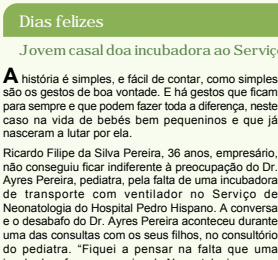 Dias felizes
Jovem casal doa incubadora ao Serviç
A história é simples, e fácil de contar, como simples
são os gestos de boa vontade. E há gestos que ficam
para sempre e que podem fazer toda a diferença, neste
caso na vida de bebés bem pequeninos e que já
nasceram a lutar por ela.
Ricardo Filipe da Silva Pereira, 36 anos, empresário,
não conseguiu ficar indiferente à preocupação do Dr.
Ayres Pereira, pediatra, pela falta de uma incubadora
de transporte com ventilador no Serviço de
Neonatologia do Hospital Pedro Hispano. A conversa
e o desabafo do Dr. Ayres Pereira aconteceu durante
uma das consultas com os seus filhos, no consultório
do pediatra. “Fiquei a pensar na falta que uma